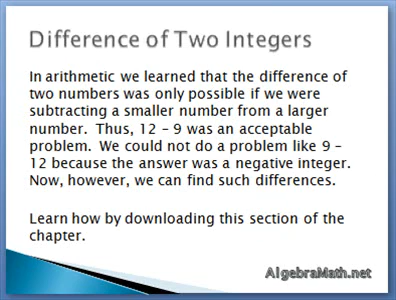 Difference of Two Integers
In arithmetic we learned that the difference of
two numbers was only possible if we were
subtracting a smaller number from a larger
number.  Thus, 12 – 9 was an acceptable
problem.  We could not do a problem like 9 –
12 because the answer was a negative integer.
Now, however, we can find such differences.
Learn how by downloading this section of the
chapter.
AlgebraMath.net